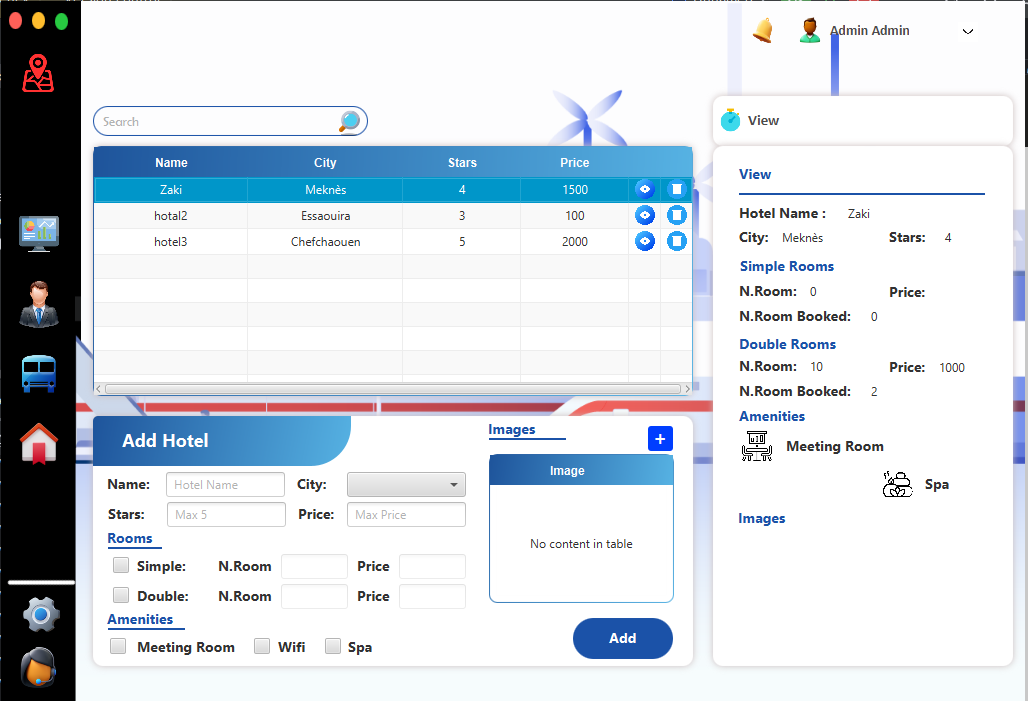 Admin Admin
Search
Name City Stars Price
Zaki Meknès 4 1500
hotal2 Essaouira 3 100
hotel3 Chefchaouen 5 2000
Add Hotel
Name: Hotel Name City:
Stars: Max 5 Price: Max Price
Rooms
Simple: N.Room Price
Double: N.Room Price
Amenities
Meeting Room Wifi Spa
Images
+
Image
No content in table
Add
View
View
Hotel Name : Zaki
City: Meknès Stars: 4
Simple Rooms
N.Room: 0 Price:
N.Room Booked: 0
Double Rooms
N.Room: 10 Price: 1000
N.Room Booked: 2
Amenities
Meeting Room
Spa
Images